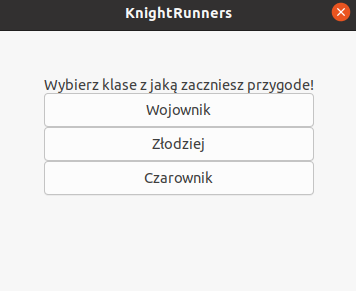 KnightRunners
Wybierz klase z jaką zaczniesz przygode!
Wojownik
Złodziej
Czarownik